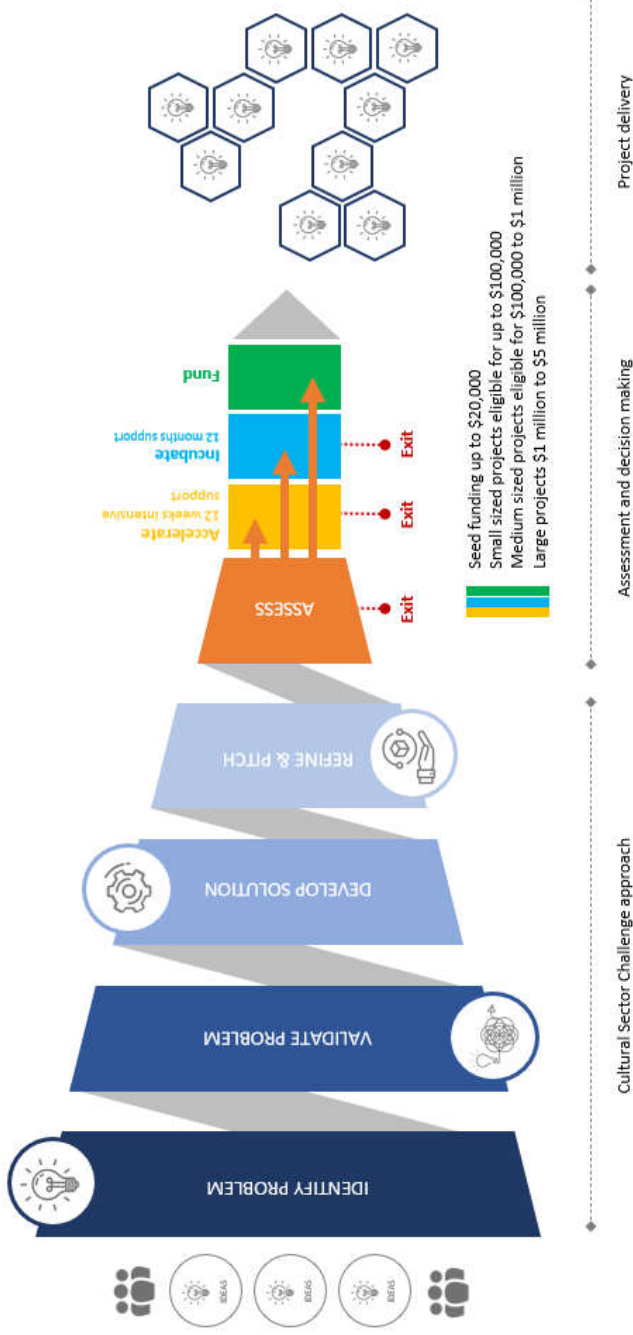 IDEAS
IDEAS
IDEAS
IDENTIFY PROBLEM
VALIDATE PROBLEM
DEVELOP SOLUTION
REFINE & PITCH
ASSESS
Exit
Accelerate
12 weeks intensive
support
Exit
Incubate
12 months support
Exit
Fund
Seed funding up to $20,000
Small sized projects eligible for up to $100,000
Medium sized projects eligible for $100,000 to $1 million
Large projects $1 million to $5 million
Cultural Sector Challenge approach
Assessment and decision making
Project delivery